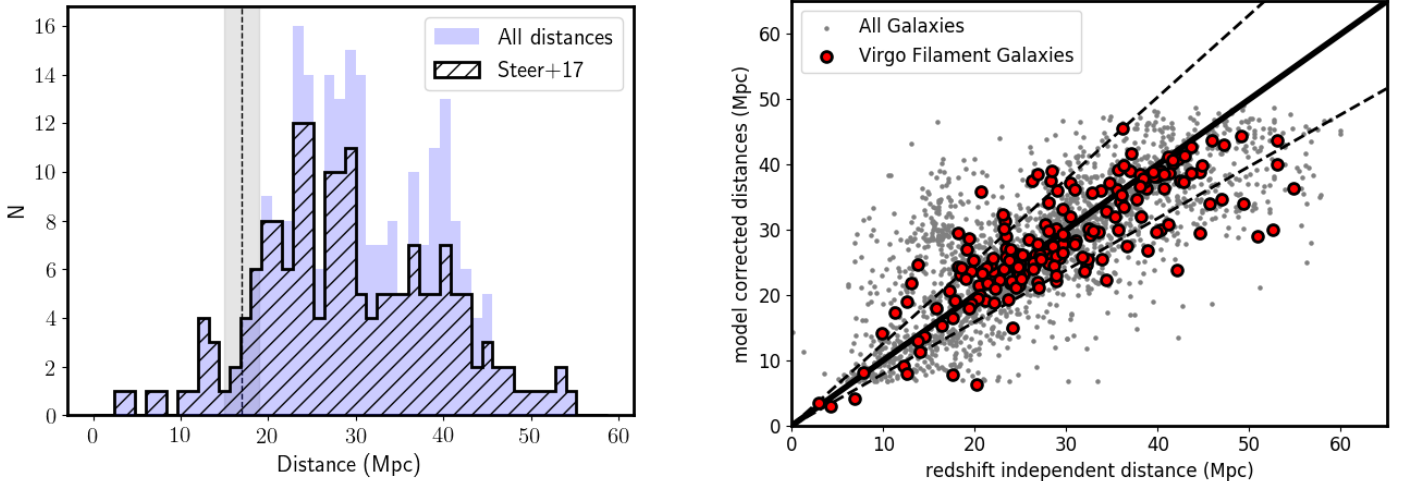 16
14
12
10
8
6
4
2
0
N
0 10 20 30 40 50 60
Distance (Mpc)
All distances
Steer+17
60
50
40
30
20
10
0
model corrected distances (Mpc)
0 10 20 30 40 50 60
redshift independent distance (Mpc)
All Galaxies
Virgo Filament Galaxies